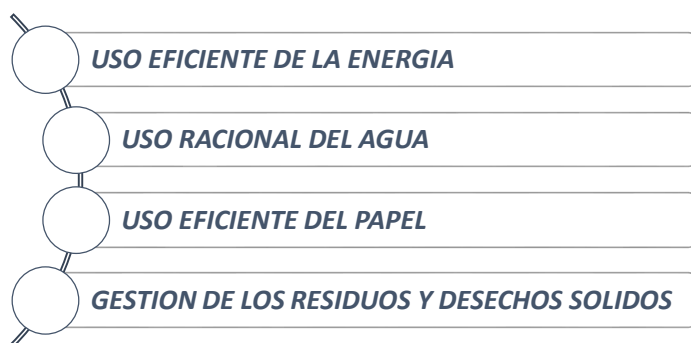 USO EFICIENTE DE LA ENERGIA
USO RACIONAL DEL AGUA
USO EFICIENTE DEL PAPEL
GESTION DE LOS RESIDUOS Y DESECHOS SOLIDOS